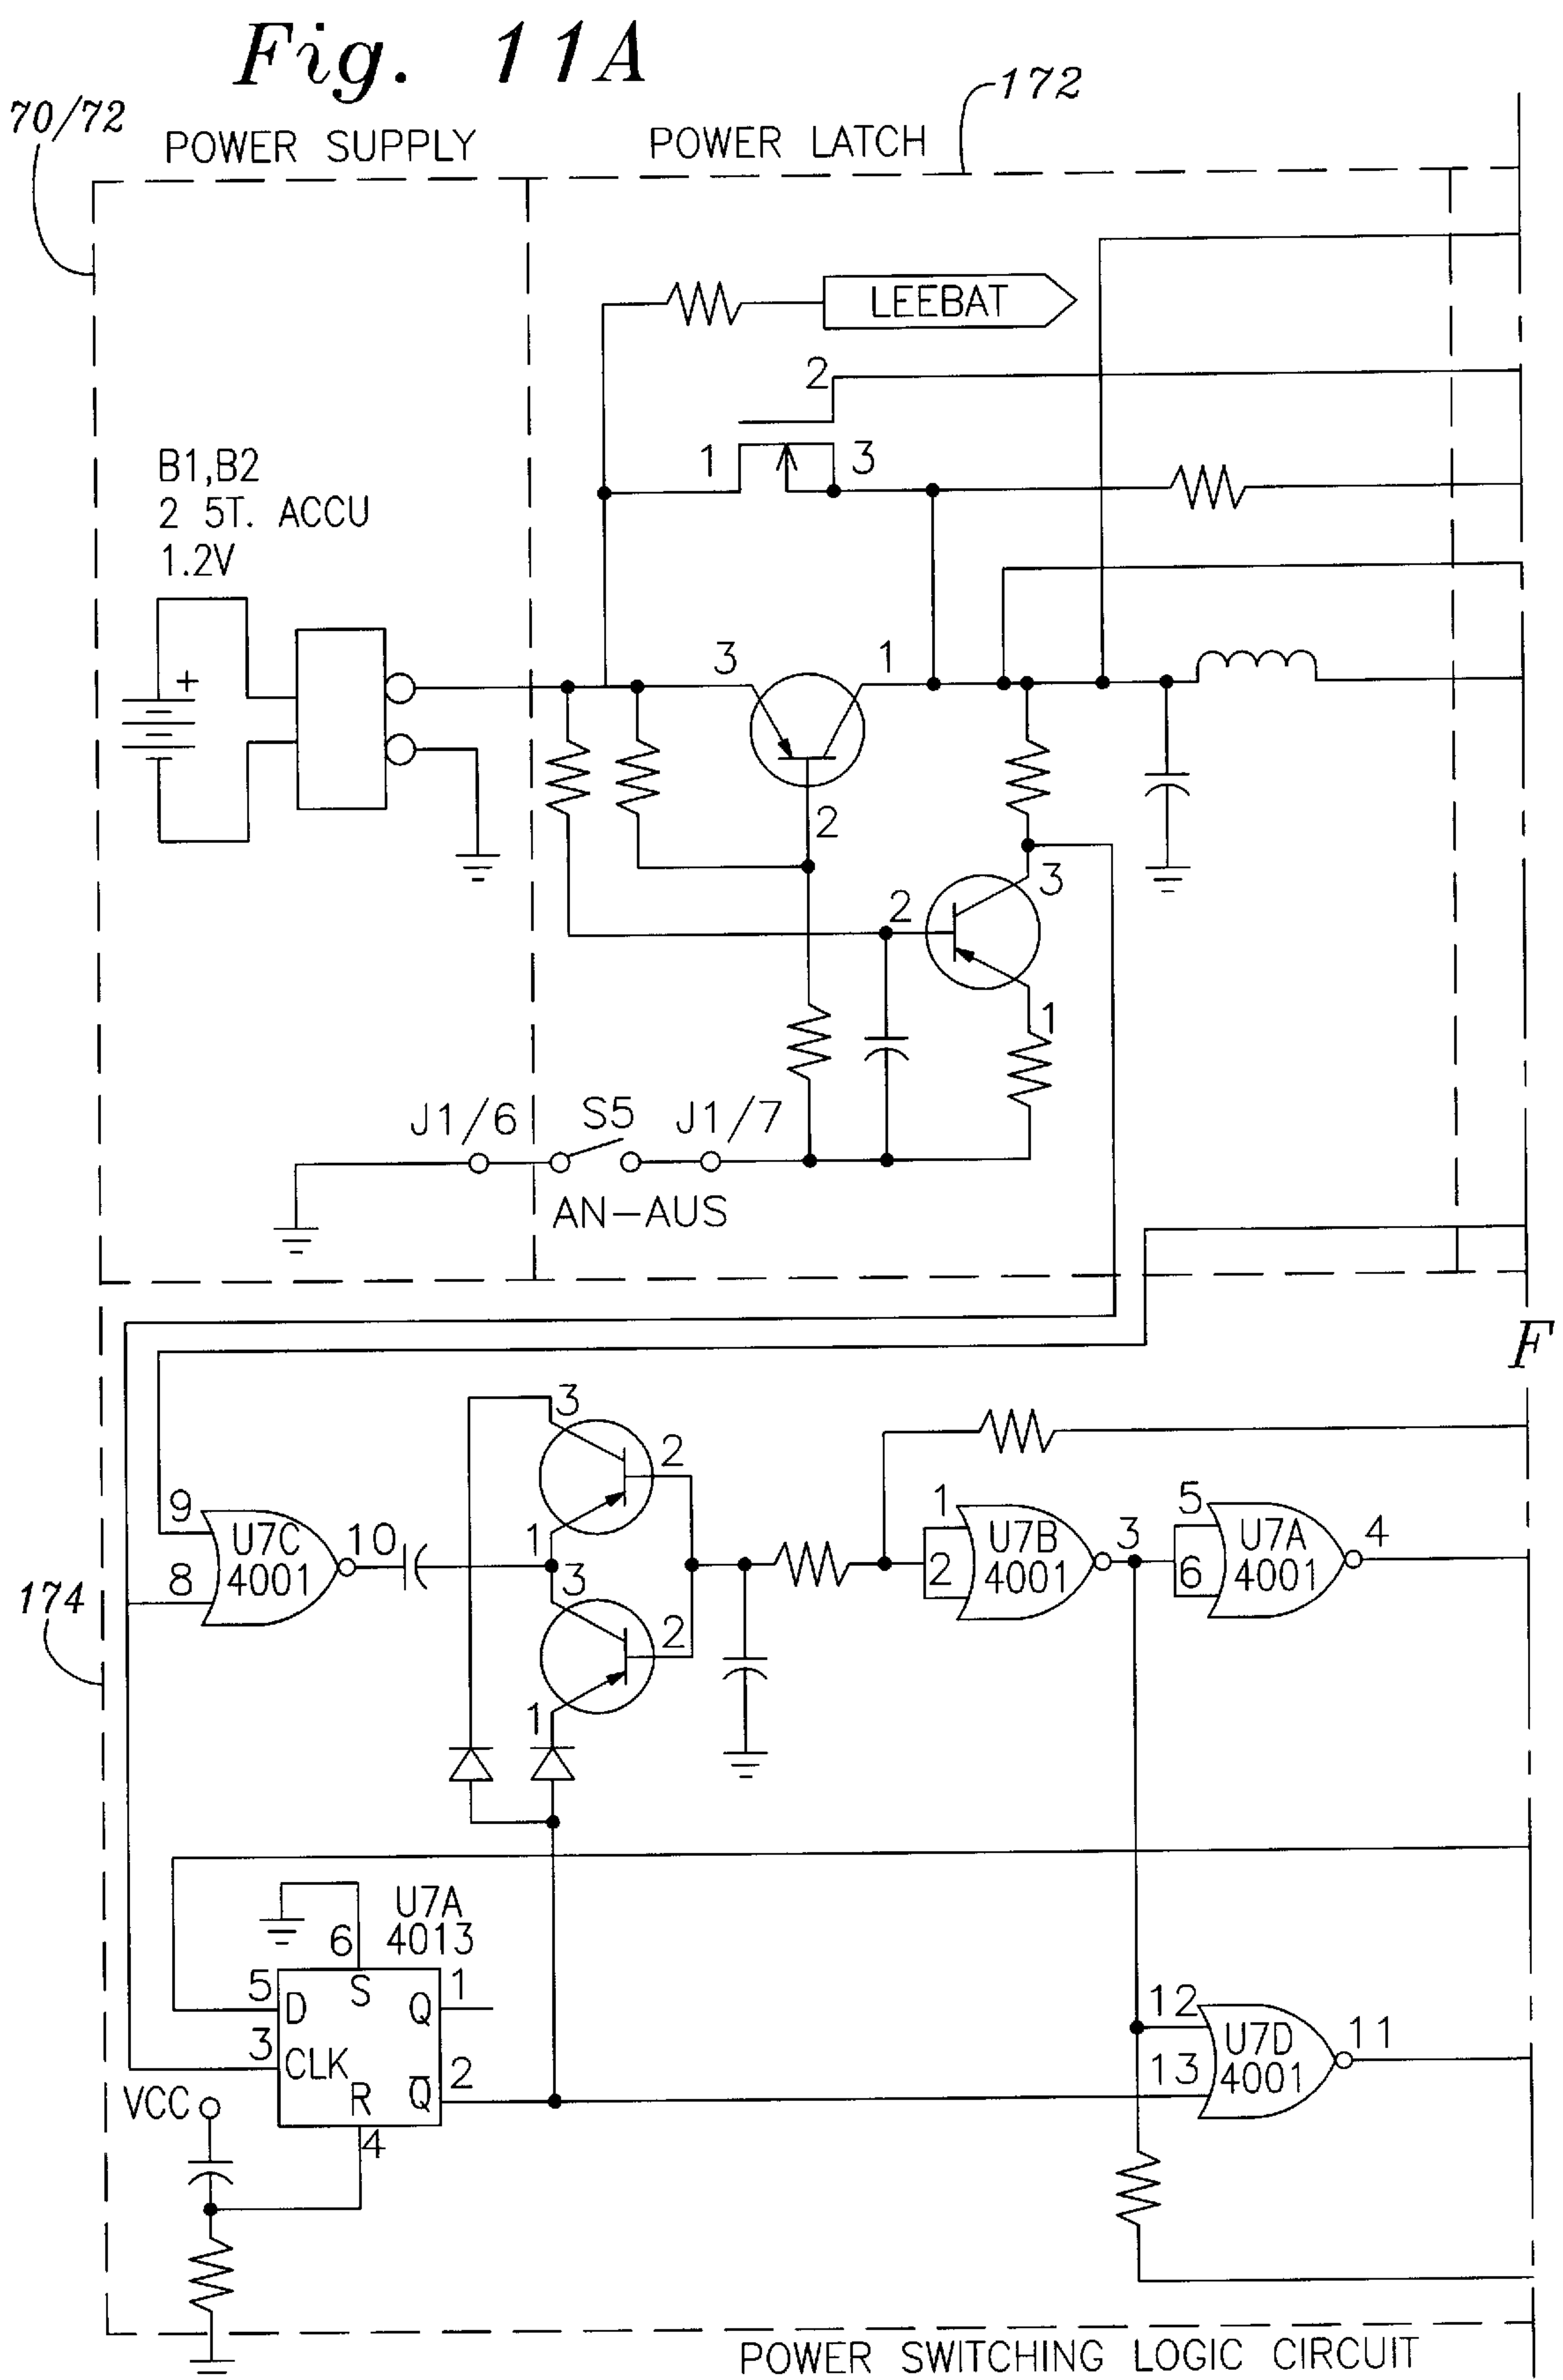 Fig. 11A
70/72
POWER SUPPLY
POWER LATCH
172
LEEBAT
2
1
3
B1,B2
2 5T. ACCU
1.2V
3
1
2
3
2
1
J1/6
S5
J1/7
AN-AUS
F
3
2
1
9
U7C
4001
10
8
3
2
1
1
2
U7B
4001
3
5
6
U7A
4001
4
174
U7A
4013
6
5
D
S
Q
1
3
CLK
R
Q̅
2
VCC
4
12
13
U7D
4001
11
POWER SWITCHING LOGIC CIRCUIT